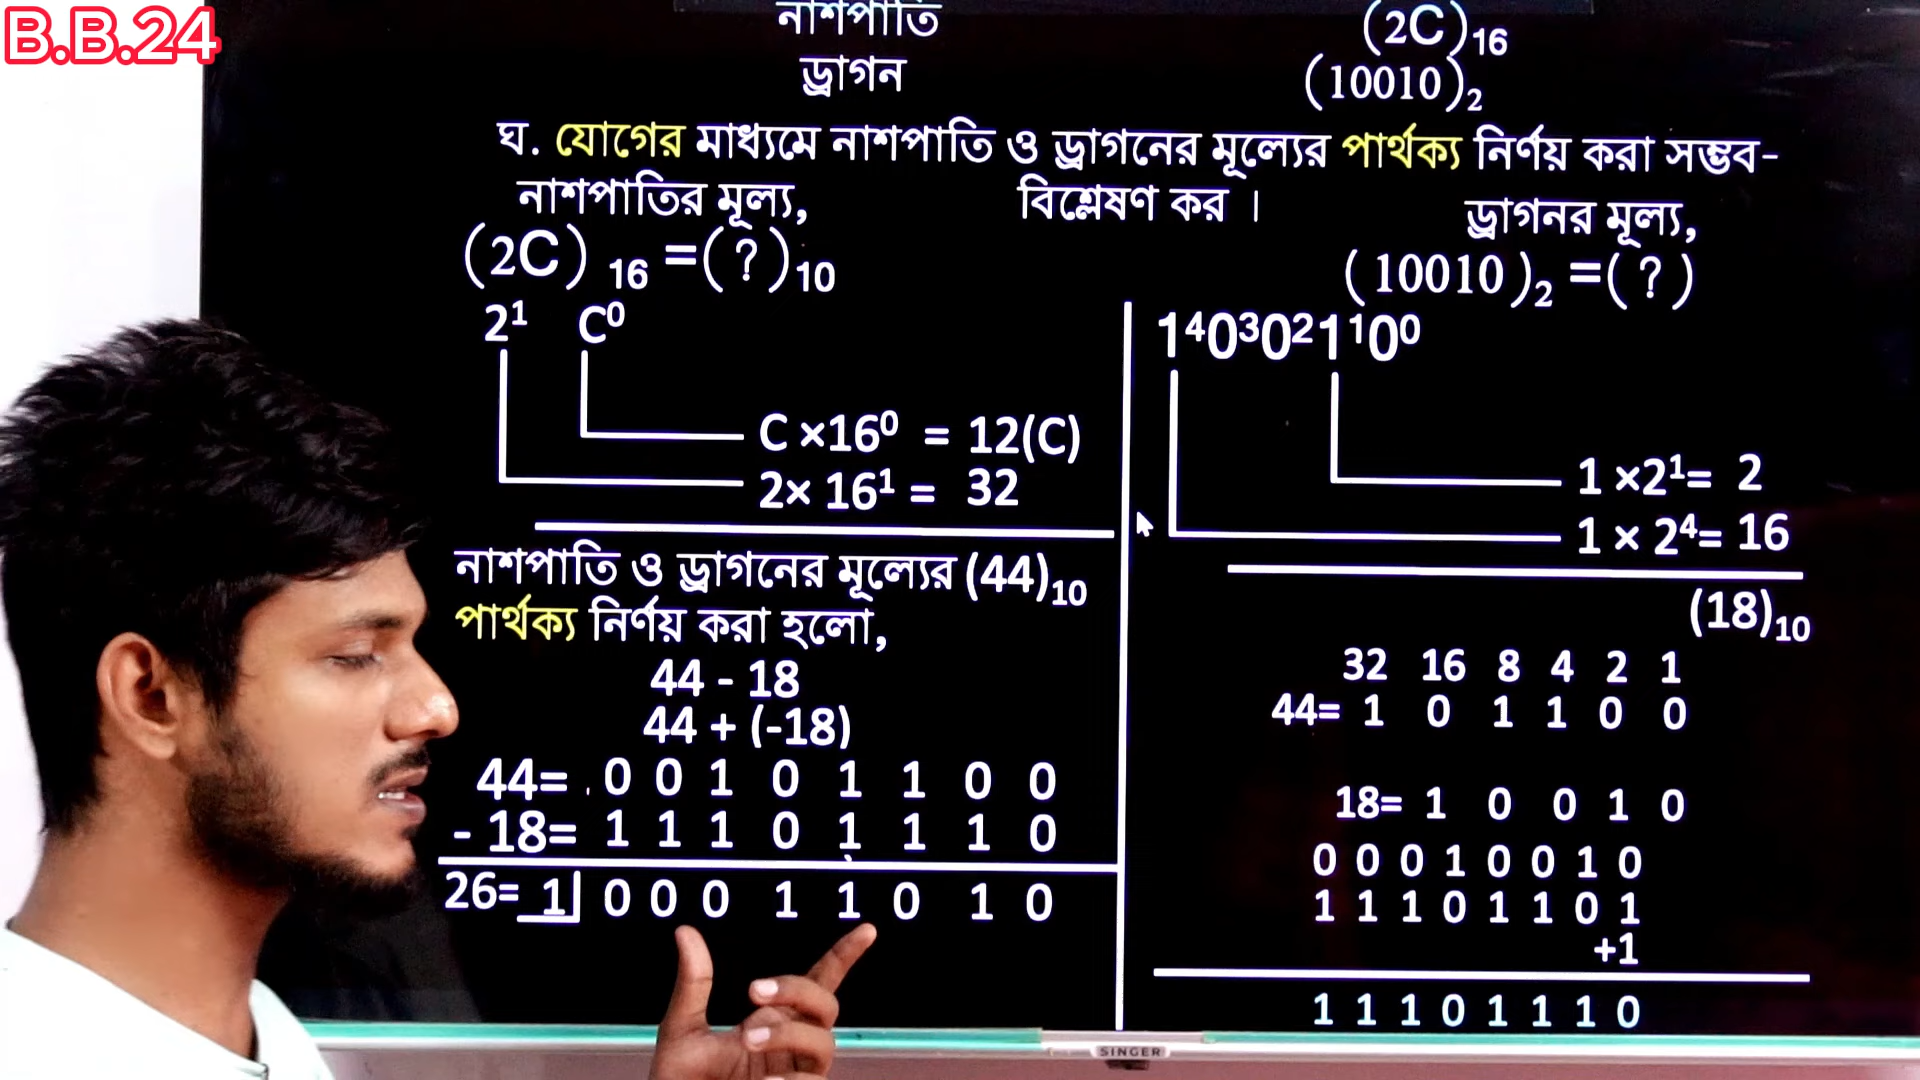 B.B.24
নাশপাতি (2C)₁₆
ড্রাগন (10010)₂
ঘ. যোগের মাধ্যমে নাশপাতি ও ড্রাগনের মূল্যের পার্থক্য নির্ণয় করা সম্ভব-
বিশ্লেষণ কর ।
নাশপাতির মূল্য,
(2C) ₁₆ =(?)₁₀
2¹ C⁰
C ×16⁰ = 12(C)
2× 16¹ = 32
(44)₁₀
নাশপাতি ও ড্রাগনের মূল্যের
পার্থক্য নির্ণয় করা হলো,
44 - 18
44 + (-18)
44= 0 0 1 0 1 1 0 0
- 18= 1 1 1 0 1 1 1 0
26= 1 0 0 0 1 1 0 1 0
ড্রাগনর মূল্য,
(10010)₂ =(?)
1⁴0³0²1¹0⁰
1 ×2¹= 2
1 × 2⁴= 16
(18)₁₀
32 16 8 4 2 1
44= 1 0 1 1 0 0
18= 1 0 0 1 0
0 0 0 1 0 0 1 0
1 1 1 0 1 1 0 1
+1
1 1 1 0 1 1 1 0
SINGER